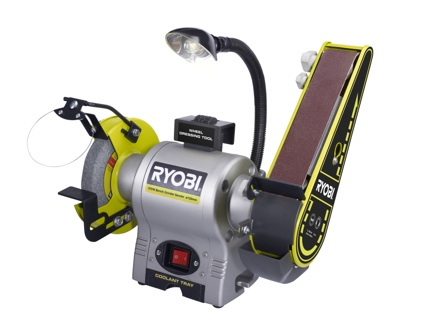 WHEEL
DRESSING TOOL
RYOBI
RYOBI
COOLANT TRAY